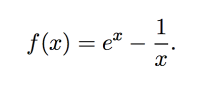 f(x) = e^x − 1/x.